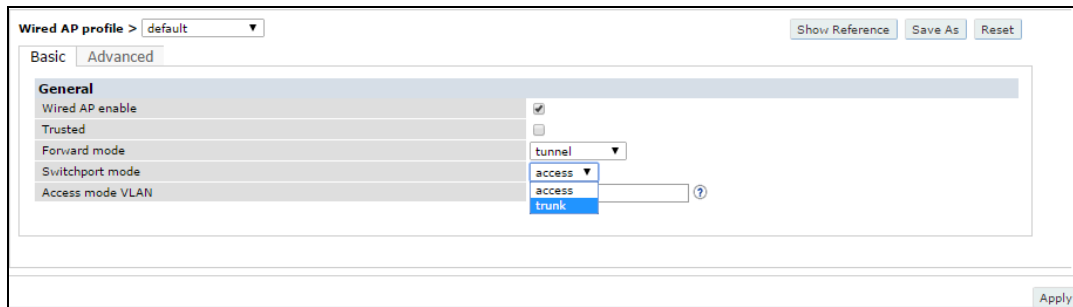 Wired AP profile > default
Show Reference Save As Reset
Basic Advanced
General
Wired AP enable
Trusted
Forward mode tunnel
Switchport mode access
Access mode VLAN access
trunk
Apply